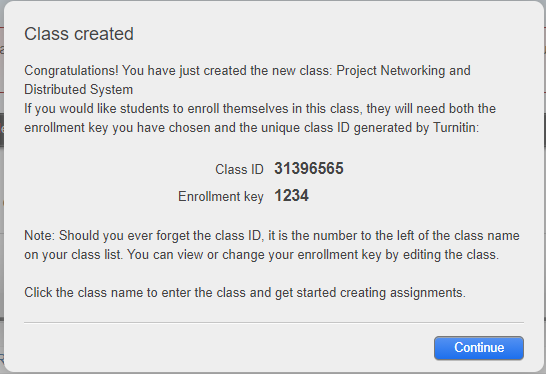 Class created
Congratulations! You have just created the new class: Project Networking and
Distributed System
If you would like students to enroll themselves in this class, they will need both the
enrollment key you have chosen and the unique class ID generated by Turnitin:
Class ID 31396565
Enrollment key 1234
Note: Should you ever forget the class ID, it is the number to the left of the class name
on your class list. You can view or change your enrollment key by editing the class.
Click the class name to enter the class and get started creating assignments.
Continue